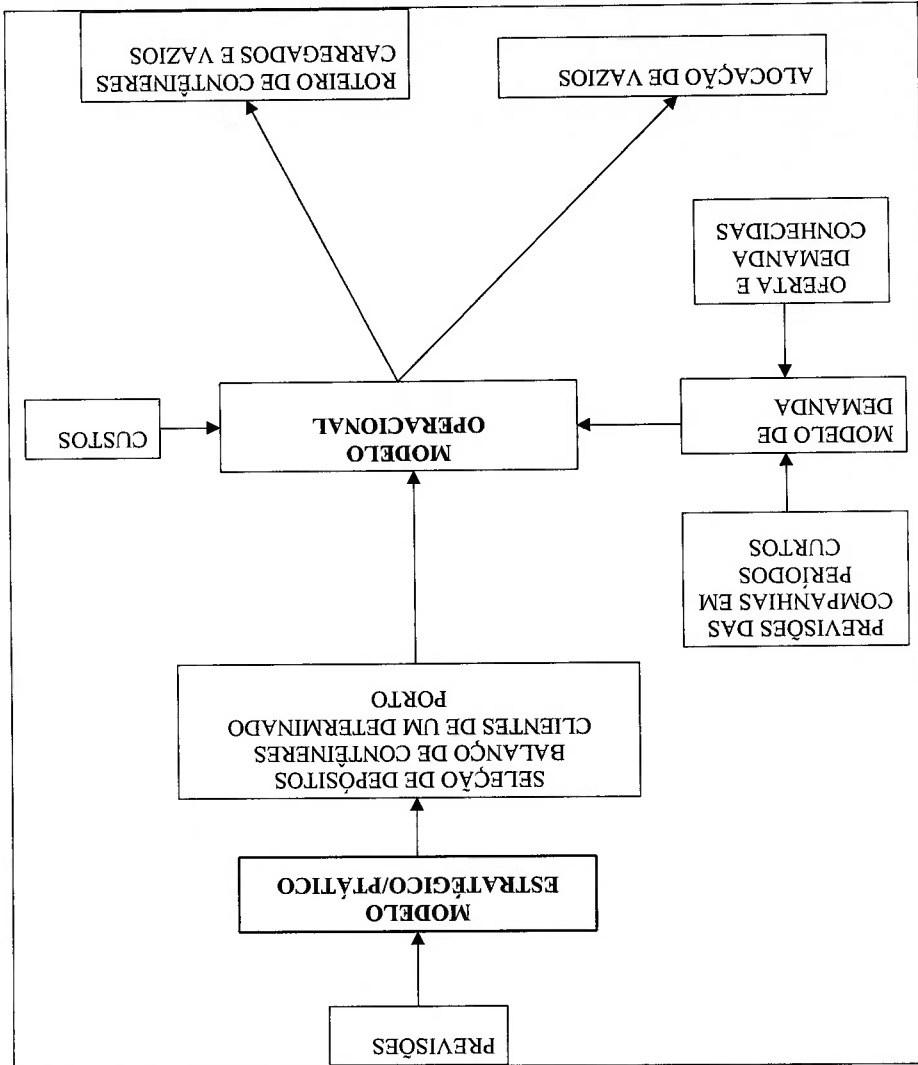 PREVISÕES
MODELO
ESTRATÉGICO/PTÁTICO
SELEÇÃO DE DEPÓSITOS
BALANÇO DE CONTÊINERES
CLIENTES DE UM DETERMINADO
PORTO
PREVISÕES DAS
COMPANHIAS EM
PERÍODOS
CURTOS
MODELO DE
DEMANDA
MODELO
OPERACIONAL
CUSTOS
OFERTA E
DEMANDA
CONHECIDAS
ALOCAÇÃO DE VAZIOS
ROTEIRO DE CONTÊINERES
CARREGADOS E VAZIOS